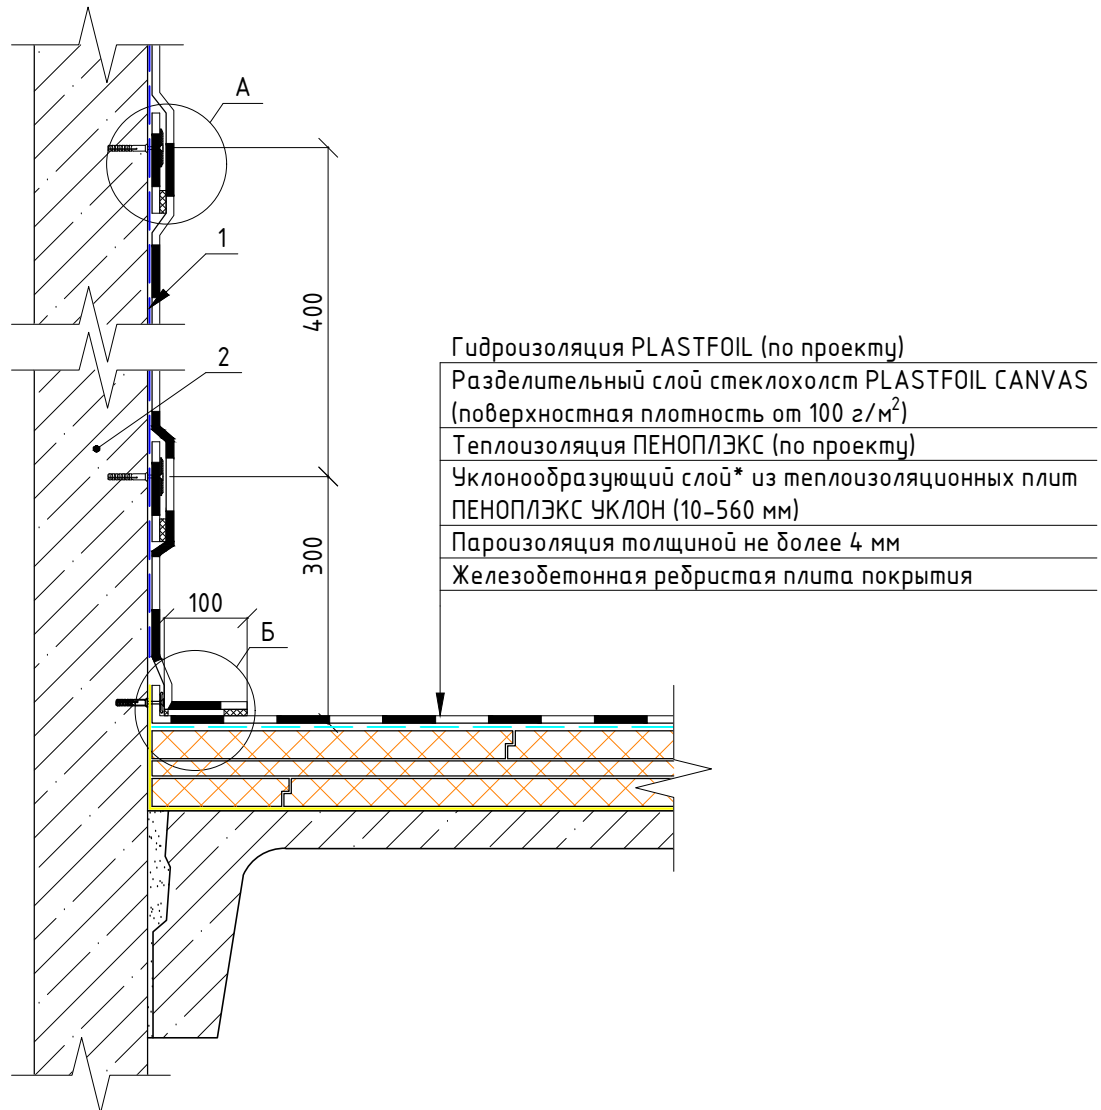 А
1
400
2
Гидроизоляция PLASTFOIL (по проекту)
Разделительный слой стеклохолст PLASTFOIL CANVAS
(поверхностная плотность от 100 г/м²)
Теплоизоляция ПЕНОПЛЭКС (по проекту)
Уклонообразующий слой* из теплоизоляционных плит
ПЕНОПЛЭКС УКЛОН (10-560 мм)
Пароизоляция толщиной не более 4 мм
Железобетонная ребристая плита покрытия
300
100
Б